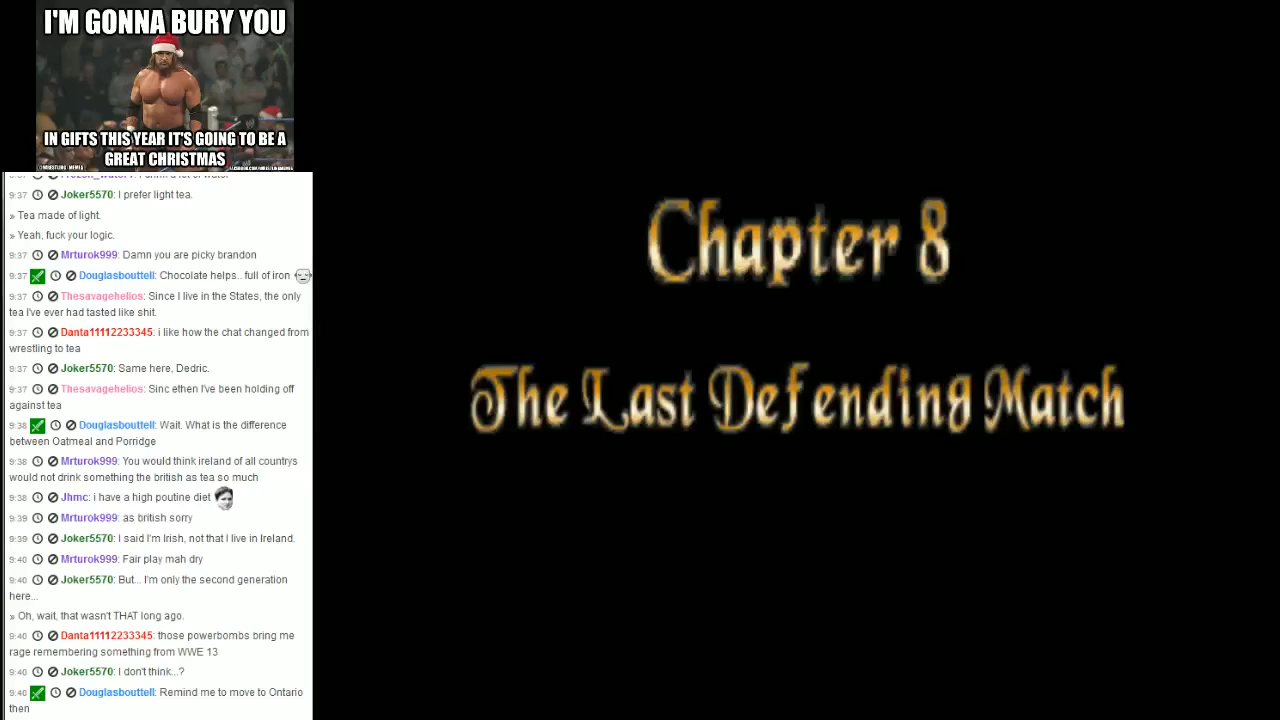 I'M GONNA BURY YOU
IN GIFTS THIS YEAR IT'S GOING TO BE A
GREAT CHRISTMAS
9:37 Joker5570: I prefer light tea.
» Tea made of light.
» Yeah, fuck your logic.
9:37 Mrturok999: Damn you are picky brandon
9:37 Douglasbouttell: Chocolate helps.. full of iron
9:37 Thesavagehelios: Since I live in the States, the only
tea I've ever had tasted like shit.
9:37 Danta11112233345: i like how the chat changed from
wrestling to tea
9:37 Joker5570: Same here, Dedric.
9:37 Thesavagehelios: Sinc ethen I've been holding off
against tea
9:38 Douglasbouttell: Wait. What is the difference
between Oatmeal and Porridge
9:38 Mrturok999: You would think ireland of all countrys
would not drink something the british as tea so much
9:38 Jhmc: i have a high poutine diet
9:39 Mrturok999: as british sorry
9:39 Joker5570: I said I'm Irish, not that I live in Ireland.
9:40 Mrturok999: Fair play mah dry
9:40 Joker5570: But... I'm only the second generation
here...
» Oh, wait, that wasn't THAT long ago.
9:40 Danta11112233345: those powerbombs bring me
rage remembering something from WWE 13
9:40 Joker5570: I don't think...?
9:40 Douglasbouttell: Remind me to move to Ontario
then
Chapter 8
The Last Defending Match